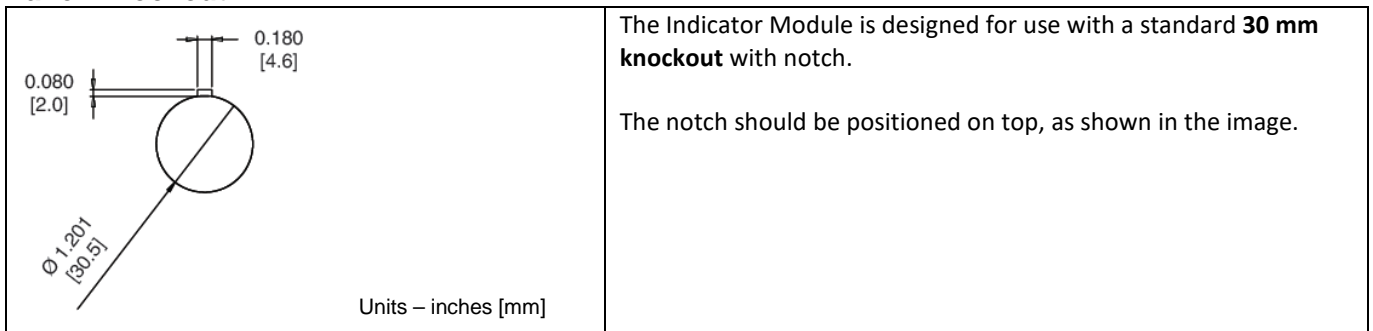 0.180
[4.6]
0.080
[2.0]
Ø 1.201
[30.5]
Units – inches [mm]
The Indicator Module is designed for use with a standard 30 mm
knockout with notch.
The notch should be positioned on top, as shown in the image.